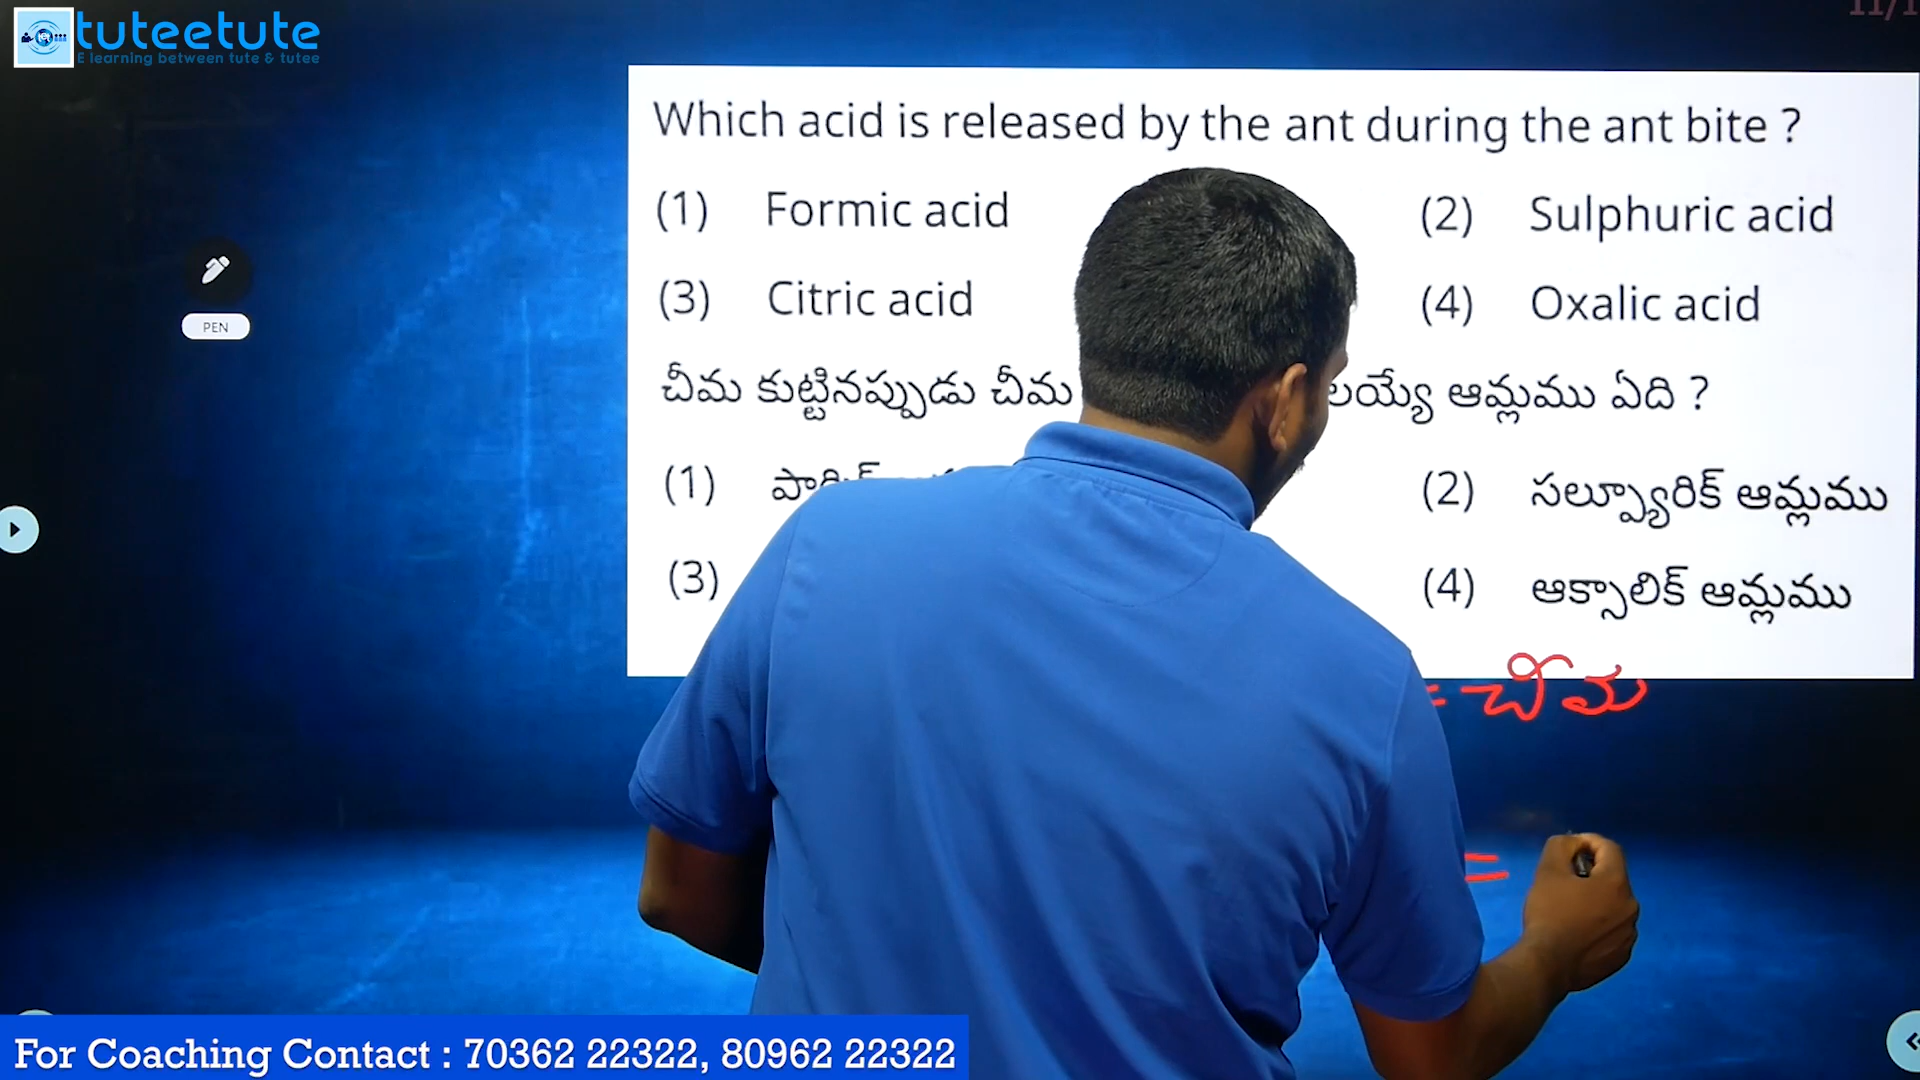 tuteetute
E learning between tute & tutee
Which acid is released by the ant during the ant bite ?
(1) Formic acid
(2) Sulphuric acid
(3) Citric acid
(4) Oxalic acid
చీమ కుట్టినప్పుడు చీమ ఏది ?
ఆమ్లము
(1)
(2) సల్ఫ్యూరిక్ ఆమ్లము
(3)
(4) ఆక్సాలిక్ ఆమ్లము
= చీమ
=
PEN
For Coaching Contact : 70362 22322, 80962 22322